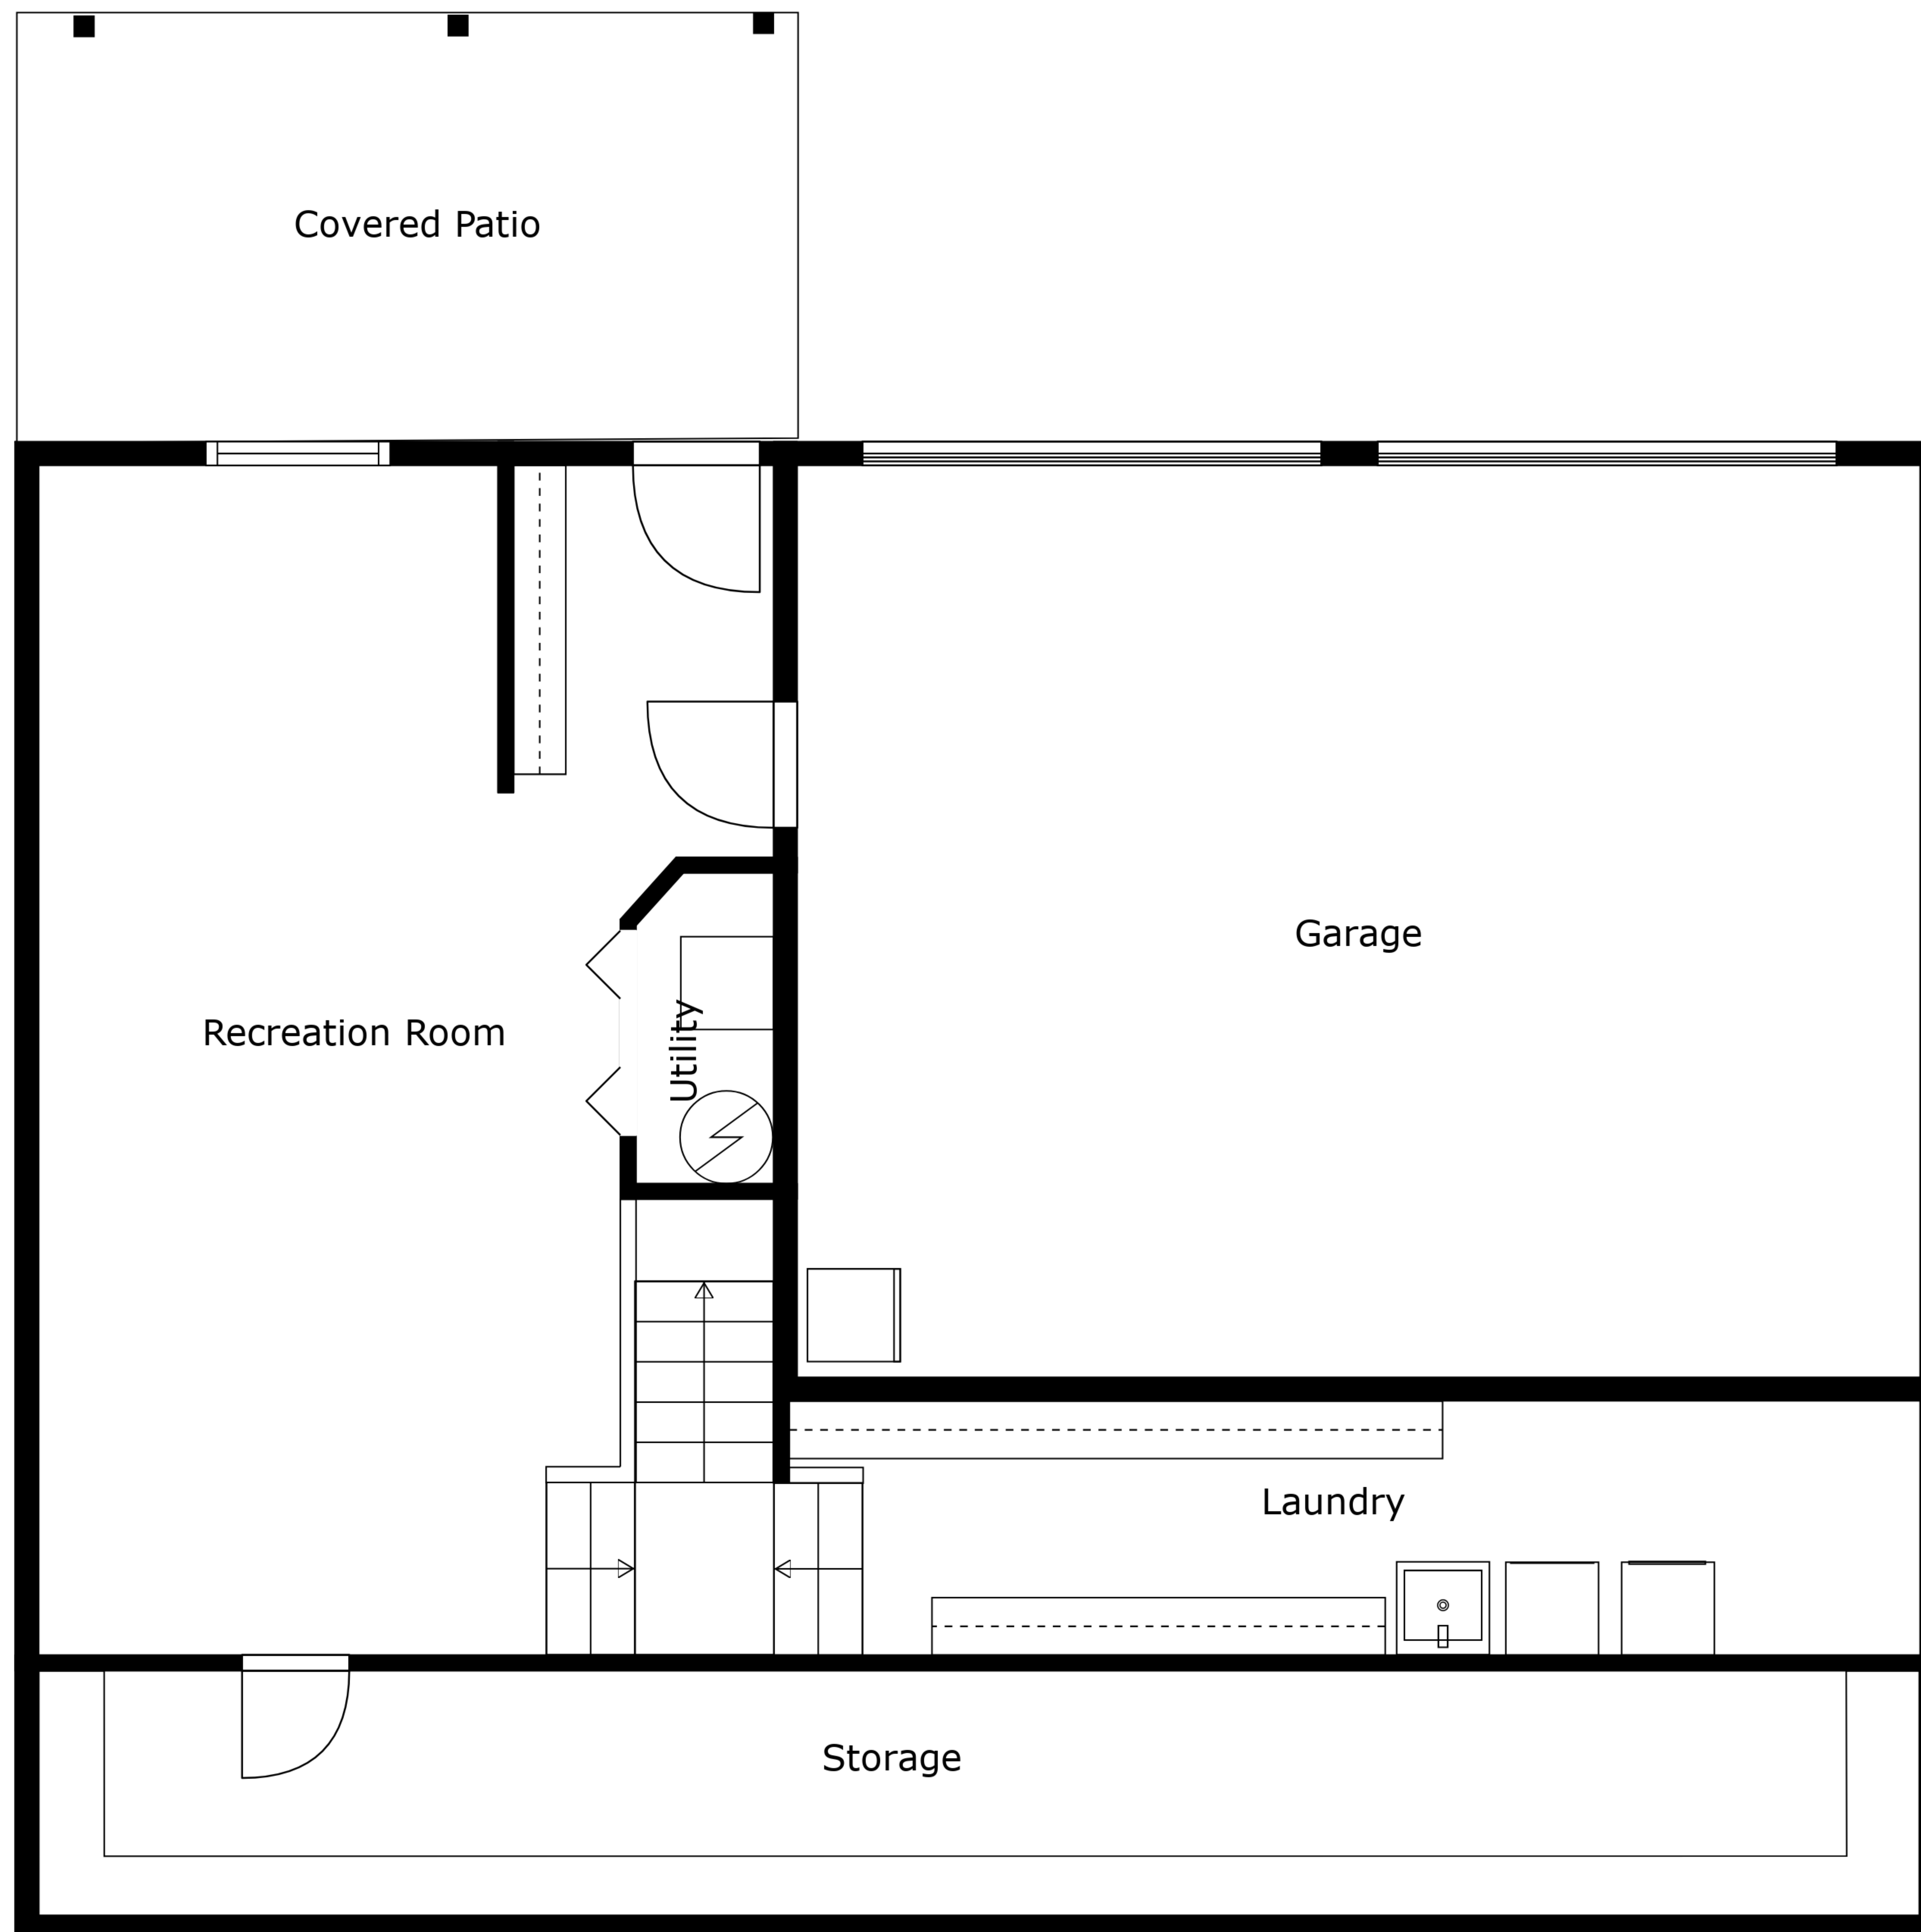 Covered Patio
Garage
Recreation Room
Utility
Laundry
Storage